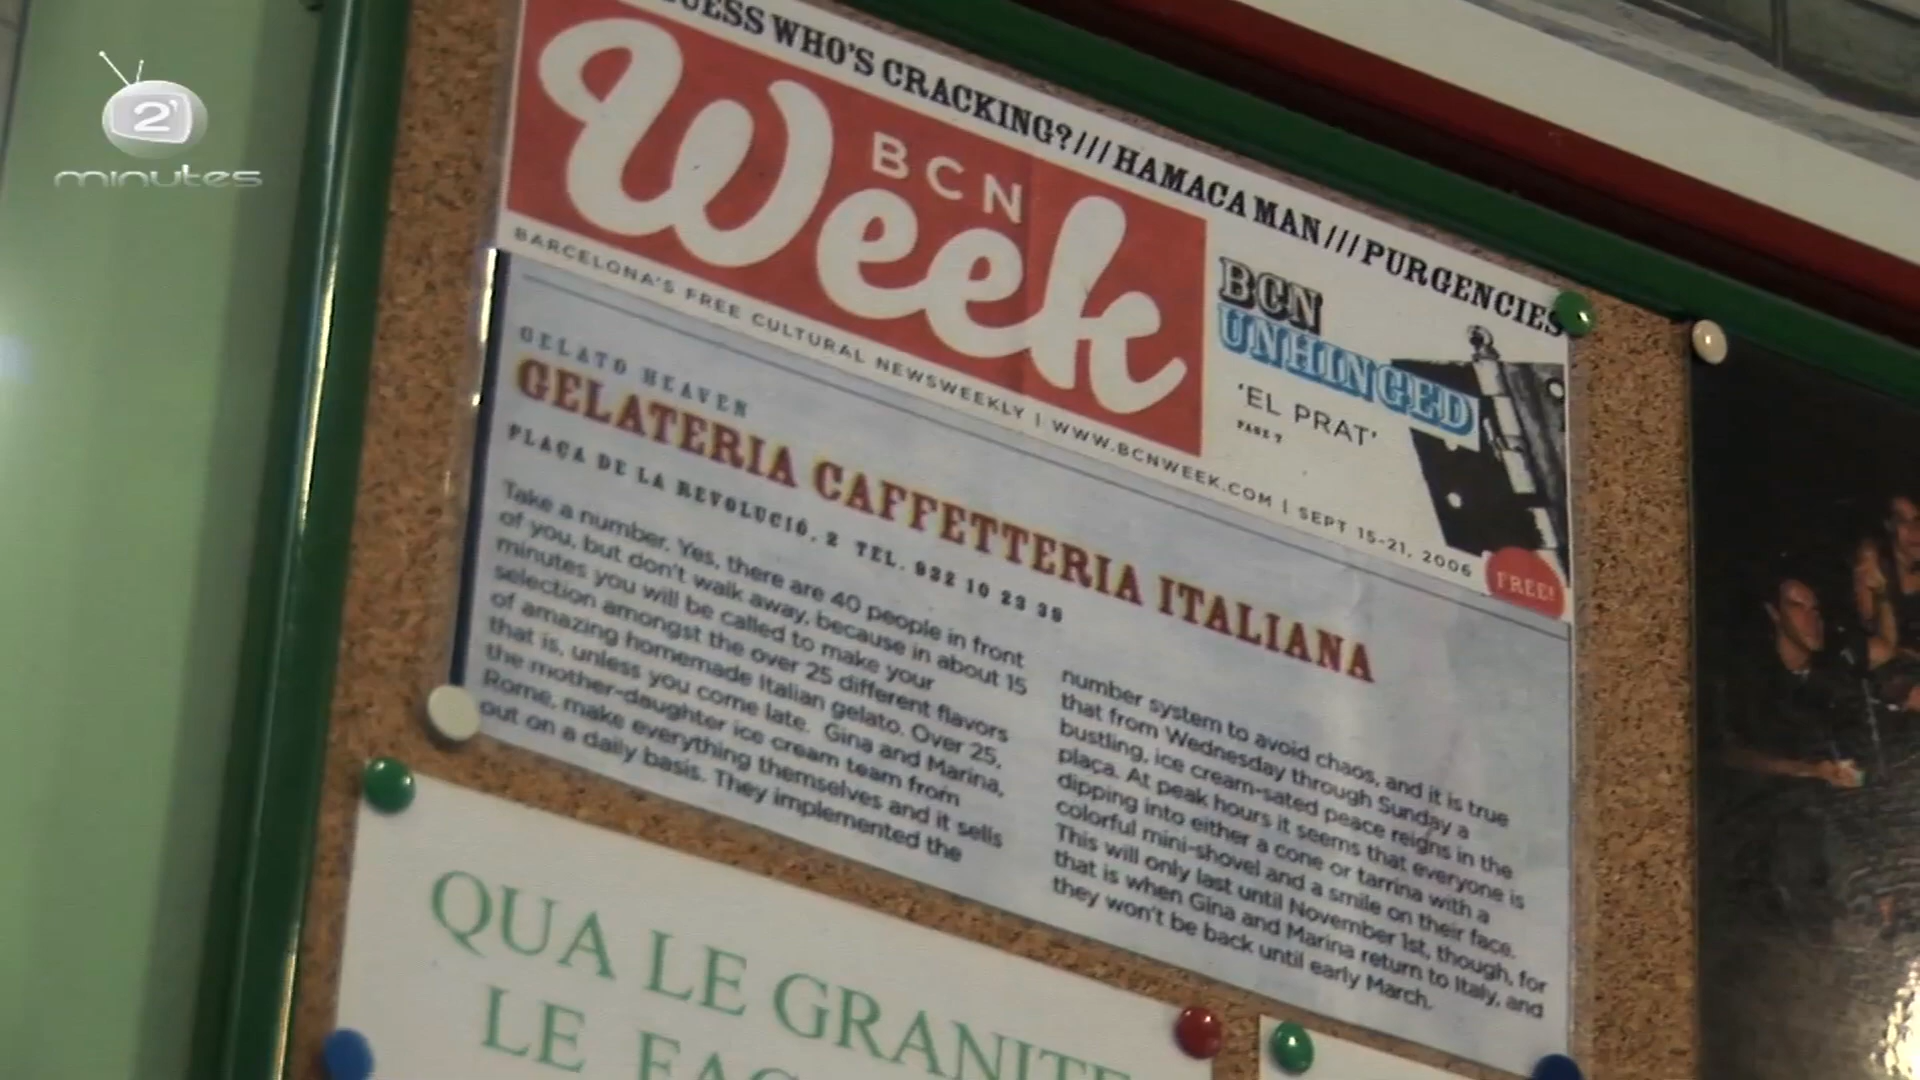 2'
minutes
WHO'S CRACKING?///HAMACA MAN///PURGENCIES
BCN
Week
BARCELONA'S FREE CULTURAL NEWSWEEKLY | WWW.BCNWEEK.COM | SEPT 15-21, 2006
BCN
UNHINGED
'EL PRAT'
PAGE 7
FREE!
GELATO HEAVEN
GELATERIA CAFFETTERIA ITALIANA
PLAÇA DE LA REVOLUCIÓ, 2 TEL. 932 10 23 39
Take a number. Yes, there are 40 people in front
of you, but don't walk away, because in about 15
minutes you will be called to make your
selection amongst the over 25 different flavors
of amazing homemade Italian gelato. Over 25,
that is, unless you come late. Gina and Marina,
the mother-daughter ice cream team from
Rome, make everything themselves and it sells
out on a daily basis. They implemented the
number system to avoid chaos, and it is true
that from Wednesday through Sunday a
bustling, ice cream-sated peace reigns in the
plaça. At peak hours it seems that everyone is
dipping into either a cone or tarrina with a
colorful mini-shovel and a smile on their face.
This will only last until November 1st, though, for
that is when Gina and Marina return to Italy, and
they won't be back until early March.
QUA LE GRANITE
LE